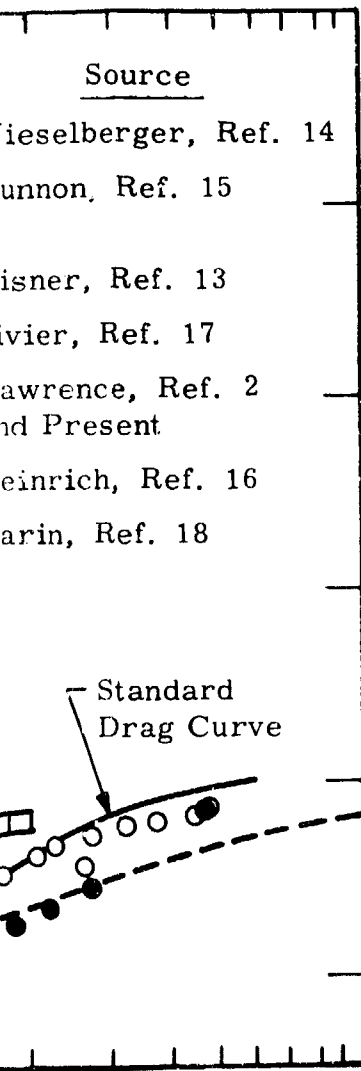 Source
ieselberger, Ref. 14
unnon, Ref. 15
isner, Ref. 13
ivier, Ref. 17
awrence, Ref. 2
nd Present
einrich, Ref. 16
arin, Ref. 18
Standard
Drag Curve